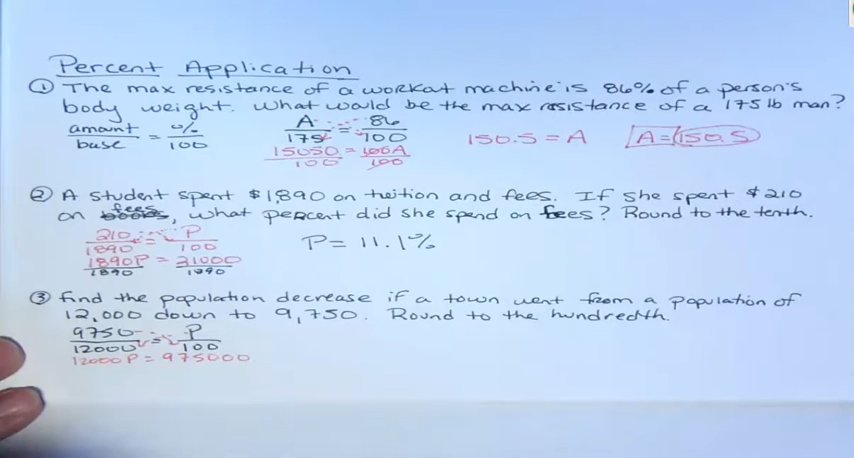 Percent Application
① The max resistance of a workout machine is 86% of a person's
body weight. What would be the max resistance of a 175 lb man?
amount/base = %/100   A/175 = 86/100   150.5 = A   A = 150.5
15050/100 = 100A/100
② A student spent $1,890 on tuition and fees. If she spent $210
on fees, what percent did she spend on fees? Round to the tenth.
210/1890 = P/100   P = 11.1%
1890P/1890 = 21000/1890
③ Find the population decrease if a town went from a population of
12,000 down to 9,750. Round to the hundredth.
9750/12000 = P/100
12000P = 975000